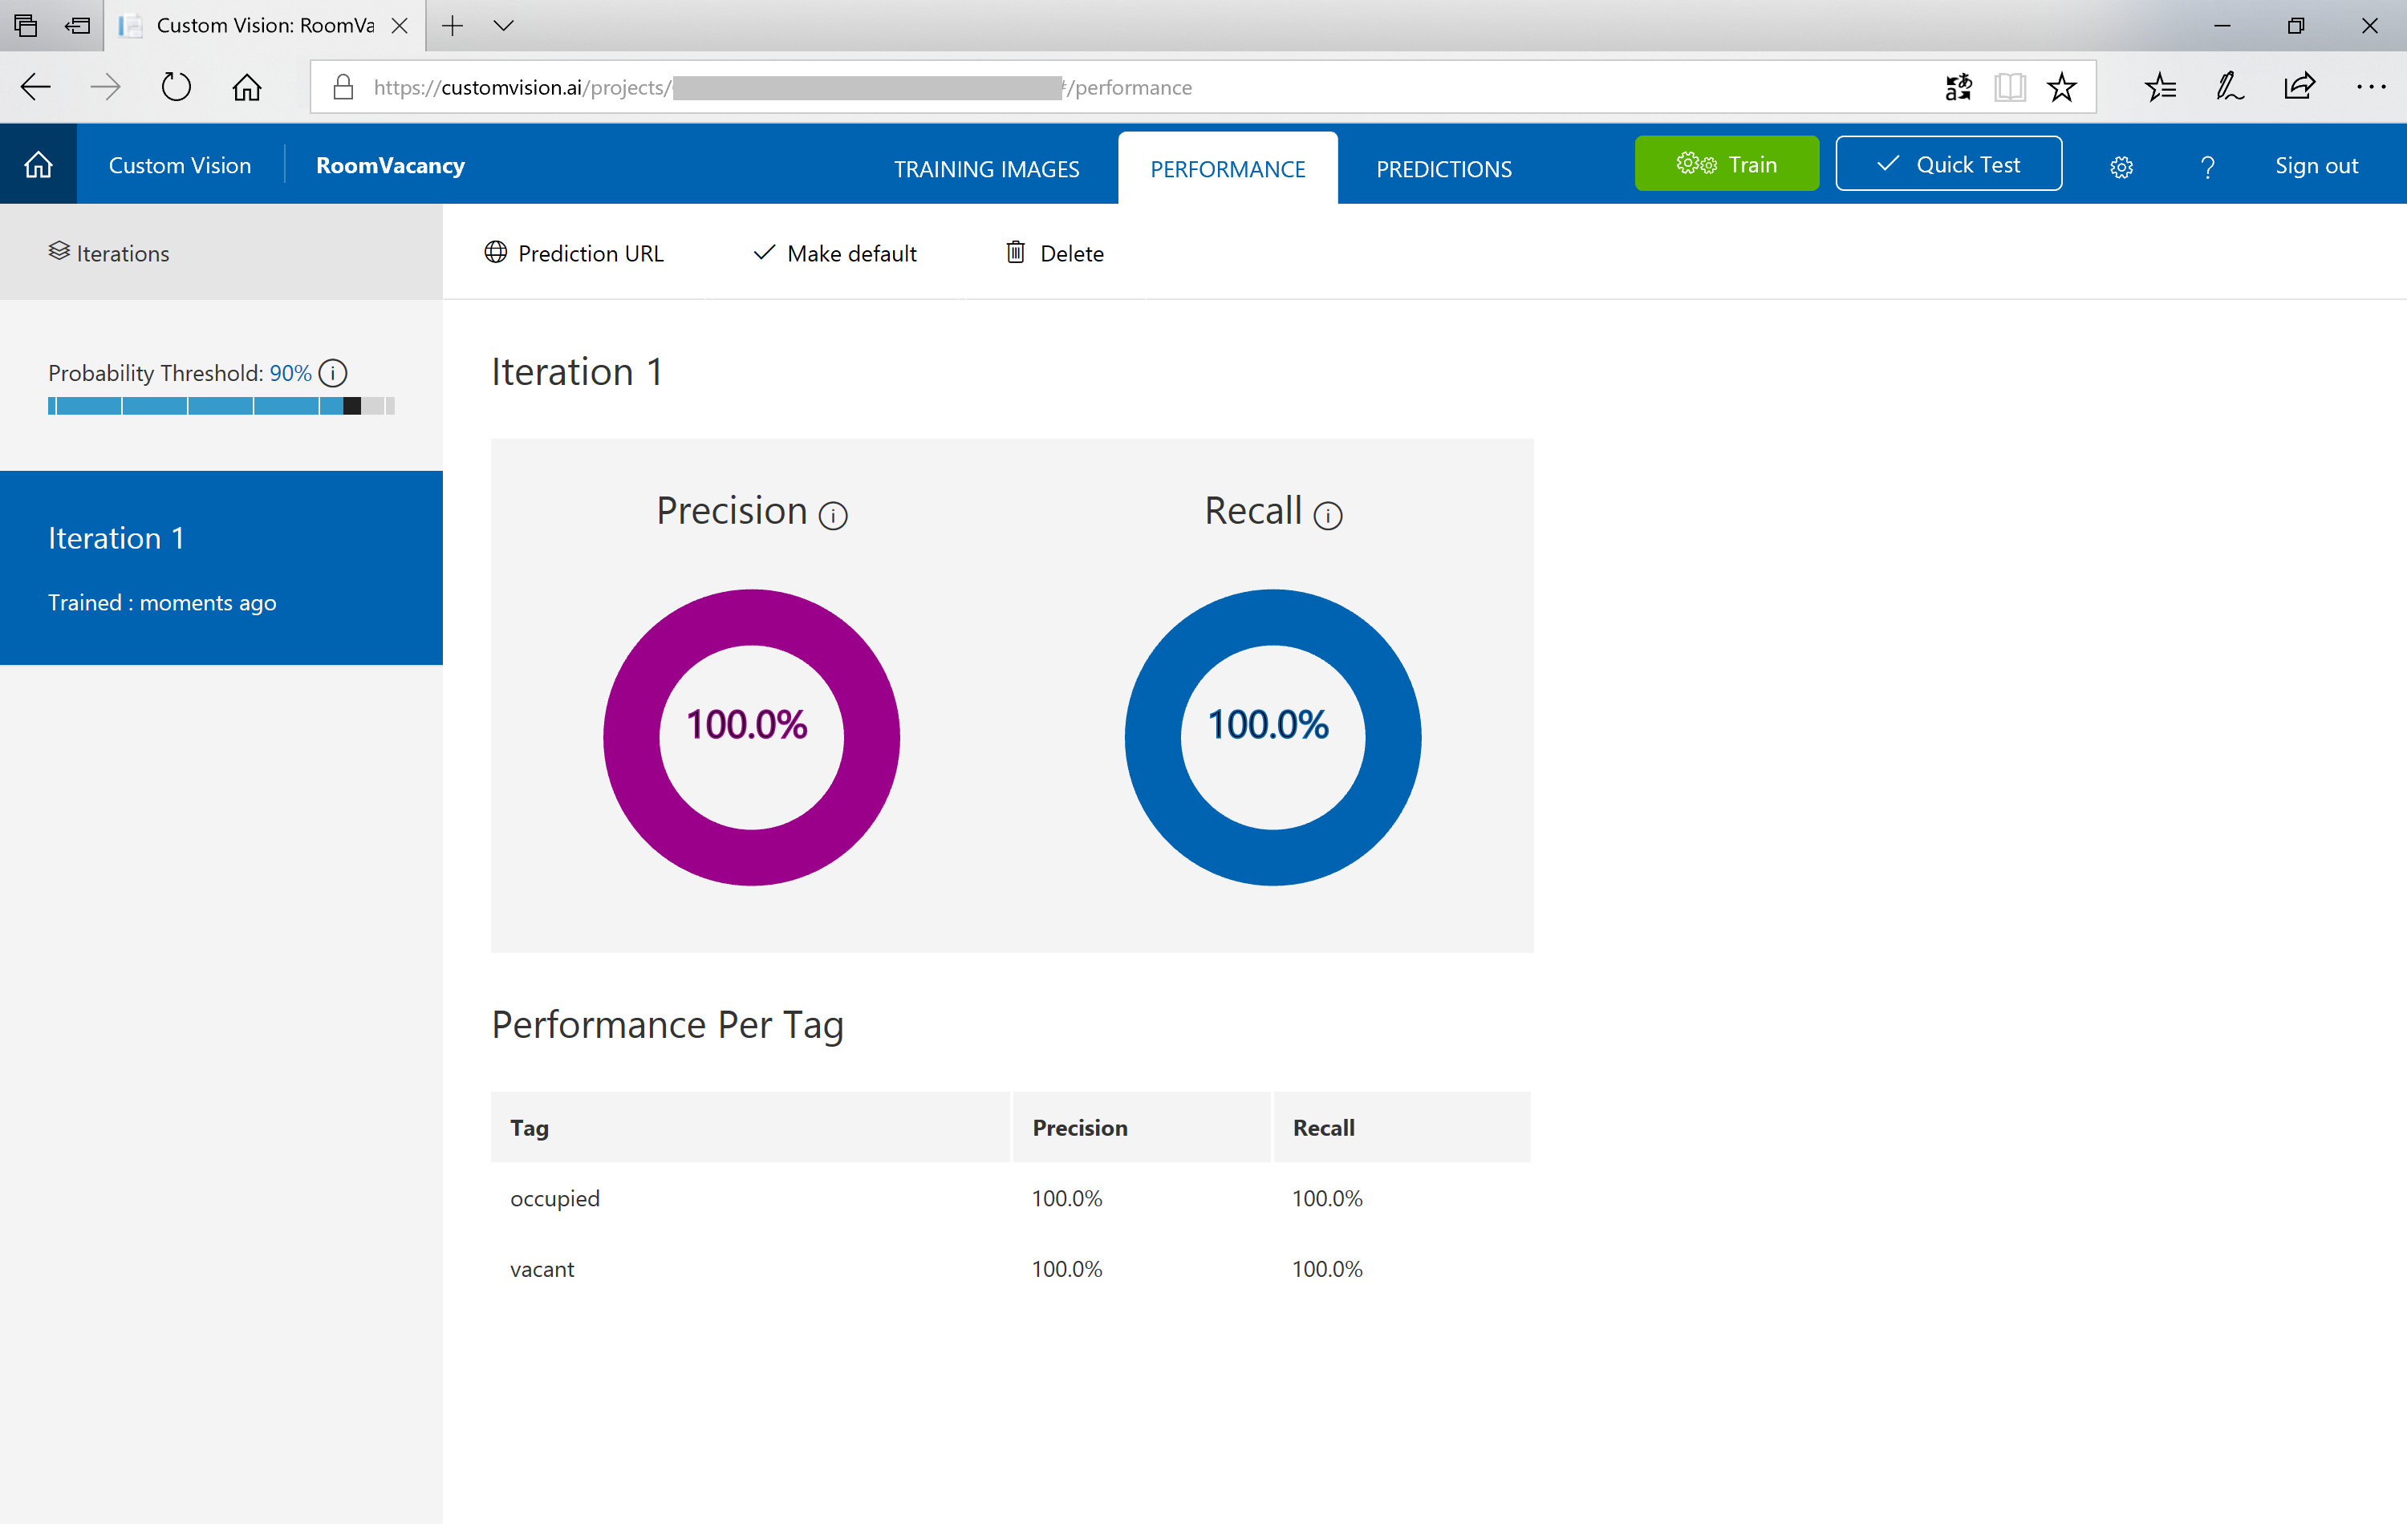 Custom Vision: RoomVa
https://customvision.ai/projects/ /performance
Custom Vision RoomVacancy TRAINING IMAGES PERFORMANCE PREDICTIONS Train Quick Test ? Sign out
Iterations
Prediction URL Make default Delete
Probability Threshold: 90%
Iteration 1
Trained : moments ago
Iteration 1
Precision Recall
100.0% 100.0%
Performance Per Tag
Tag Precision Recall
occupied 100.0% 100.0%
vacant 100.0% 100.0%